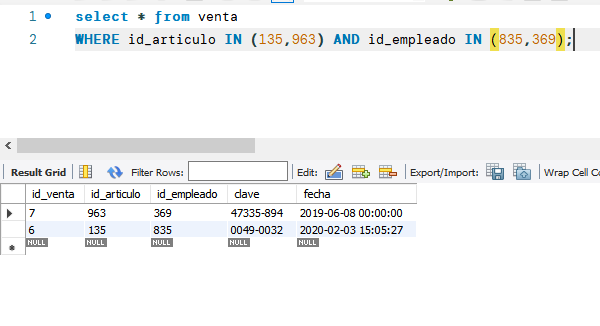 1 select * from venta
2 WHERE id_articulo IN (135,963) AND id_empleado IN (835,369);
Result Grid Filter Rows: Edit: Export/Import: Wrap Cell Co
id_venta id_articulo id_empleado clave fecha
7 963 369 47335-894 2019-06-08 00:00:00
6 135 835 0049-0032 2020-02-03 15:05:27
NULL NULL NULL NULL NULL